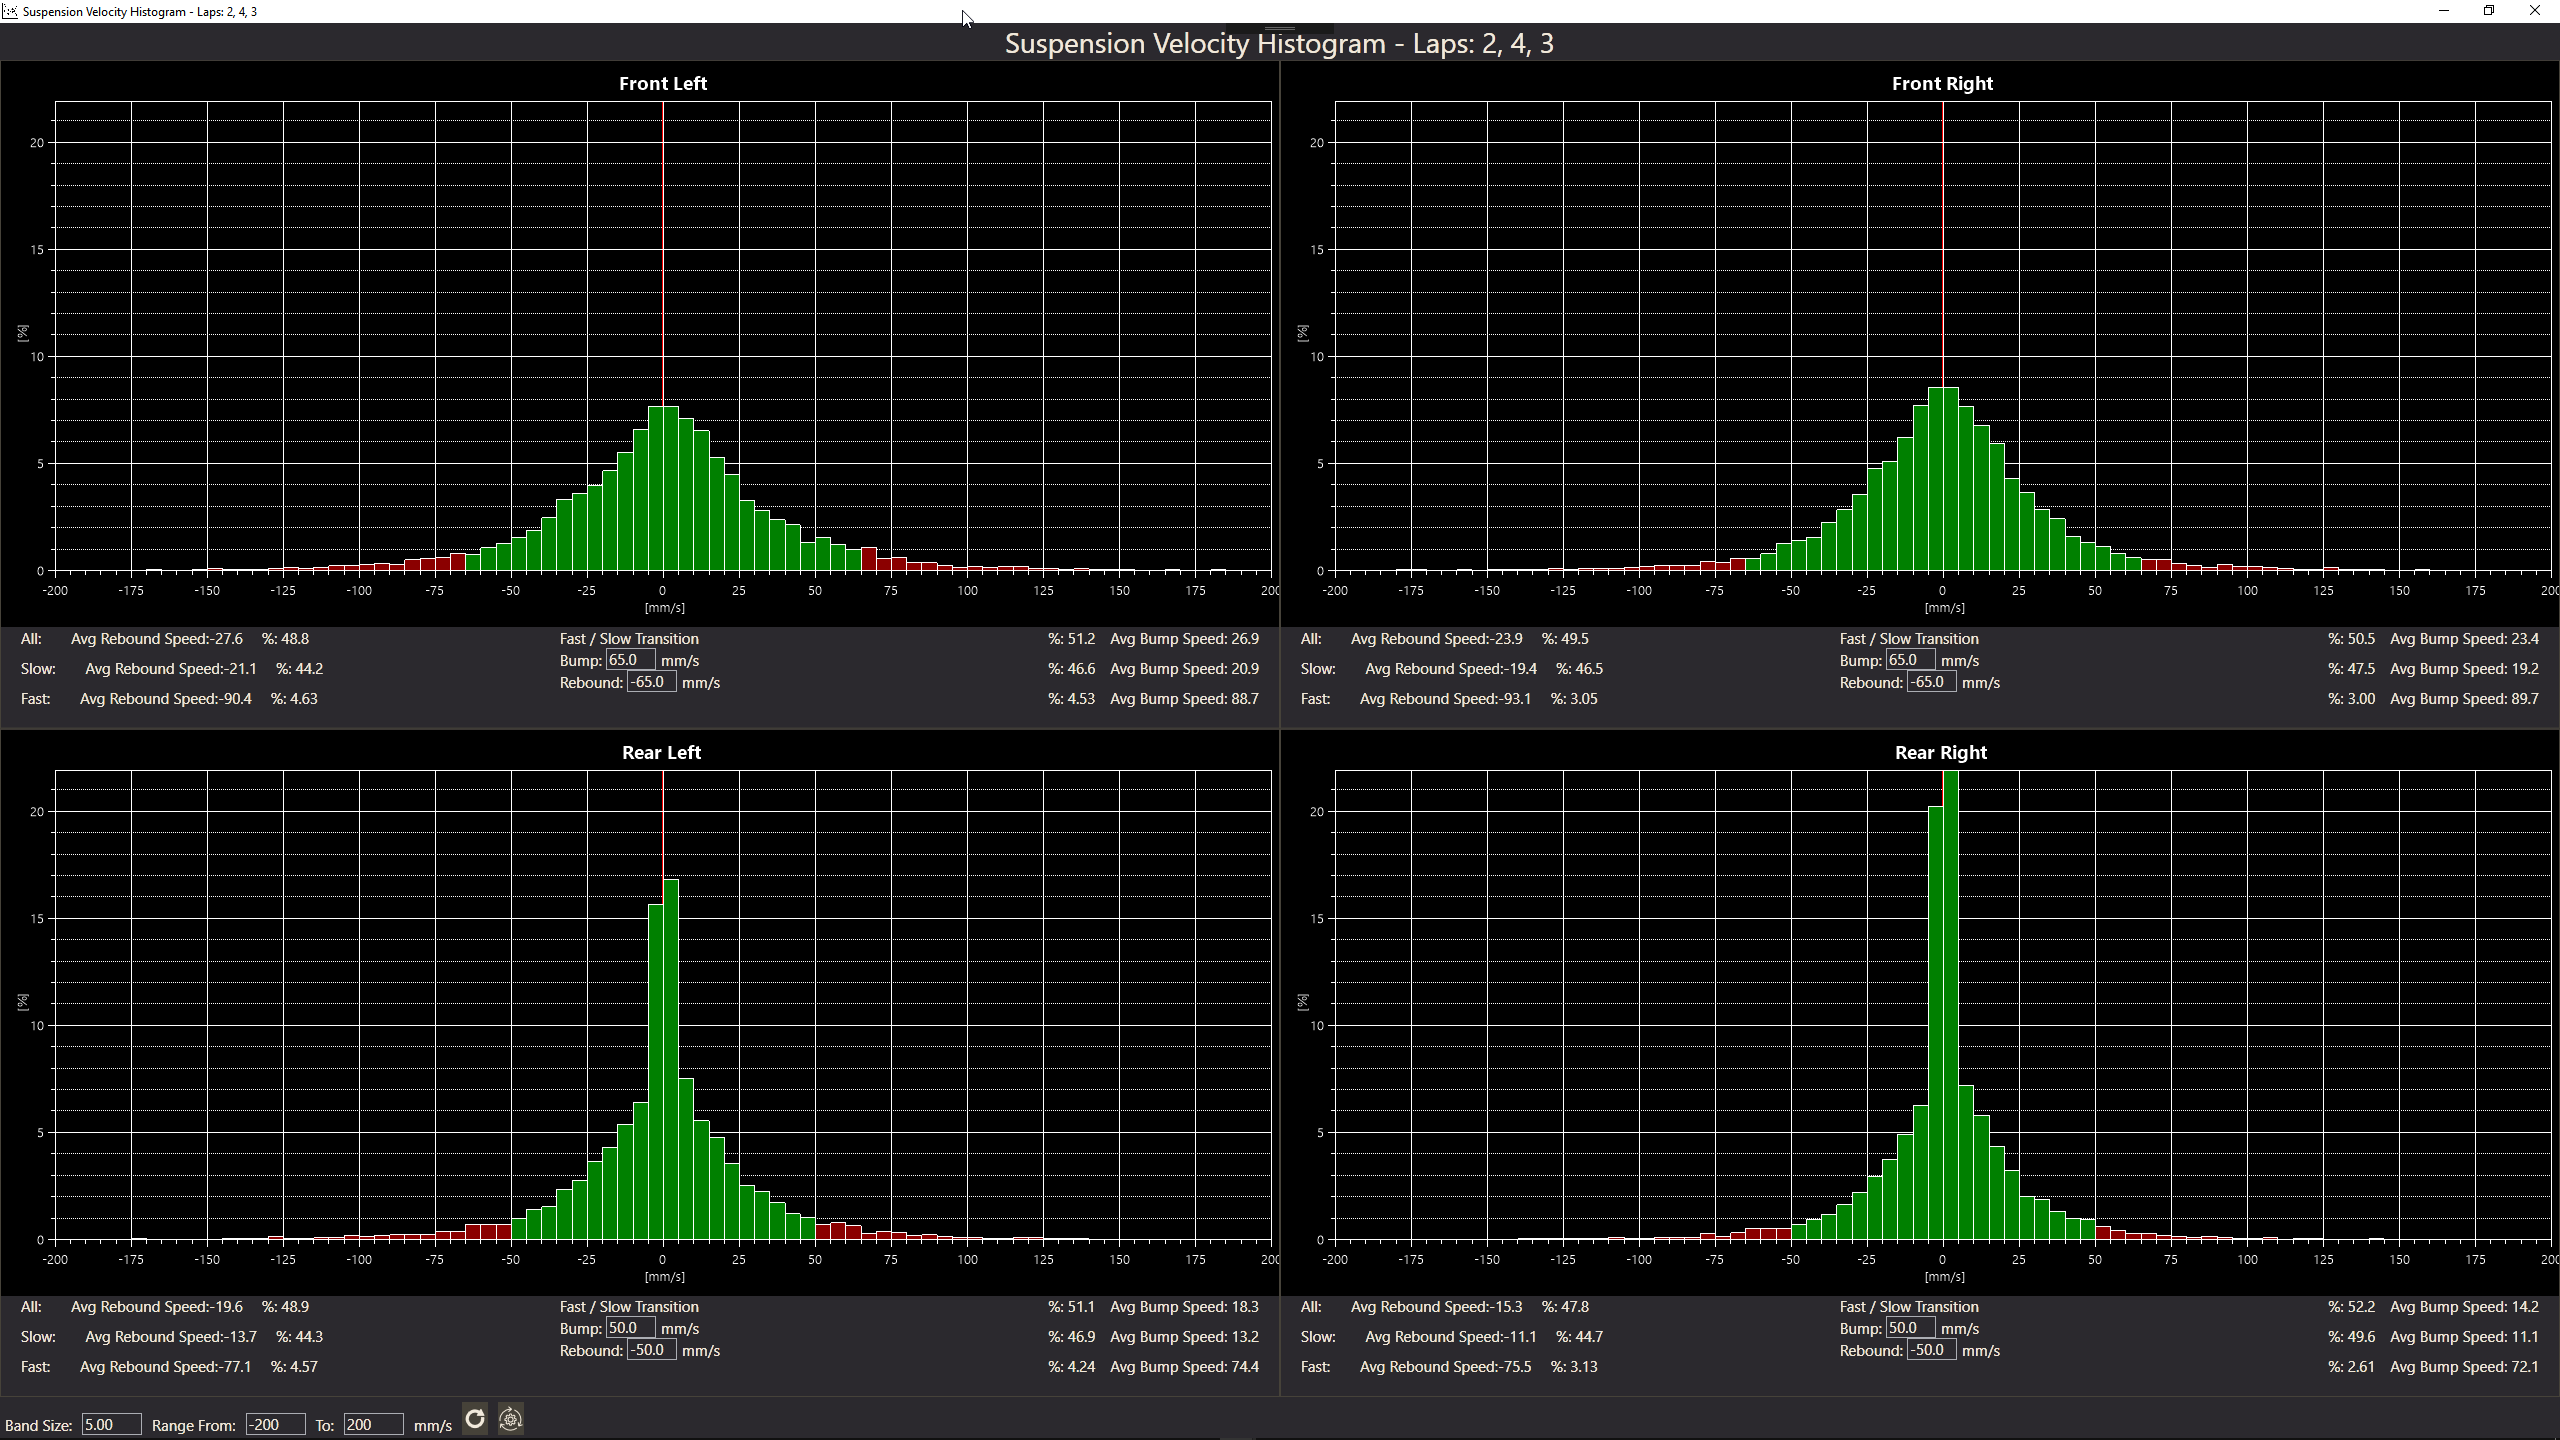 Suspension Velocity Histogram - Laps: 2, 4, 3
Suspension Velocity Histogram - Laps: 2, 4, 3
Front Left
20
15
10
5
0
[%]
-200 -175 -150 -125 -100 -75 -50 -25 0 25 50 75 100 125 150 175 200
[mm/s]
All: Avg Rebound Speed:-27.6 %: 48.8
Slow: Avg Rebound Speed:-21.1 %: 44.2
Fast: Avg Rebound Speed:-90.4 %: 4.63
Fast / Slow Transition
Bump: 65.0 mm/s
Rebound: -65.0 mm/s
%: 51.2 Avg Bump Speed: 26.9
%: 46.6 Avg Bump Speed: 20.9
%: 4.53 Avg Bump Speed: 88.7
Front Right
20
15
10
5
0
[%]
-200 -175 -150 -125 -100 -75 -50 -25 0 25 50 75 100 125 150 175 200
[mm/s]
All: Avg Rebound Speed:-23.9 %: 49.5
Slow: Avg Rebound Speed:-19.4 %: 46.5
Fast: Avg Rebound Speed:-93.1 %: 3.05
Fast / Slow Transition
Bump: 65.0 mm/s
Rebound: -65.0 mm/s
%: 50.5 Avg Bump Speed: 23.4
%: 47.5 Avg Bump Speed: 19.2
%: 3.00 Avg Bump Speed: 89.7
Rear Left
20
15
10
5
0
[%]
-200 -175 -150 -125 -100 -75 -50 -25 0 25 50 75 100 125 150 175 200
[mm/s]
All: Avg Rebound Speed:-19.6 %: 48.9
Slow: Avg Rebound Speed:-13.7 %: 44.3
Fast: Avg Rebound Speed:-77.1 %: 4.57
Fast / Slow Transition
Bump: 50.0 mm/s
Rebound: -50.0 mm/s
%: 51.1 Avg Bump Speed: 18.3
%: 46.9 Avg Bump Speed: 13.2
%: 4.24 Avg Bump Speed: 74.4
Rear Right
20
15
10
5
0
[%]
-200 -175 -150 -125 -100 -75 -50 -25 0 25 50 75 100 125 150 175 200
[mm/s]
All: Avg Rebound Speed:-15.3 %: 47.8
Slow: Avg Rebound Speed:-11.1 %: 44.7
Fast: Avg Rebound Speed:-75.5 %: 3.13
Fast / Slow Transition
Bump: 50.0 mm/s
Rebound: -50.0 mm/s
%: 52.2 Avg Bump Speed: 14.2
%: 49.6 Avg Bump Speed: 11.1
%: 2.61 Avg Bump Speed: 72.1
Band Size: 5.00 Range From: -200 To: 200 mm/s